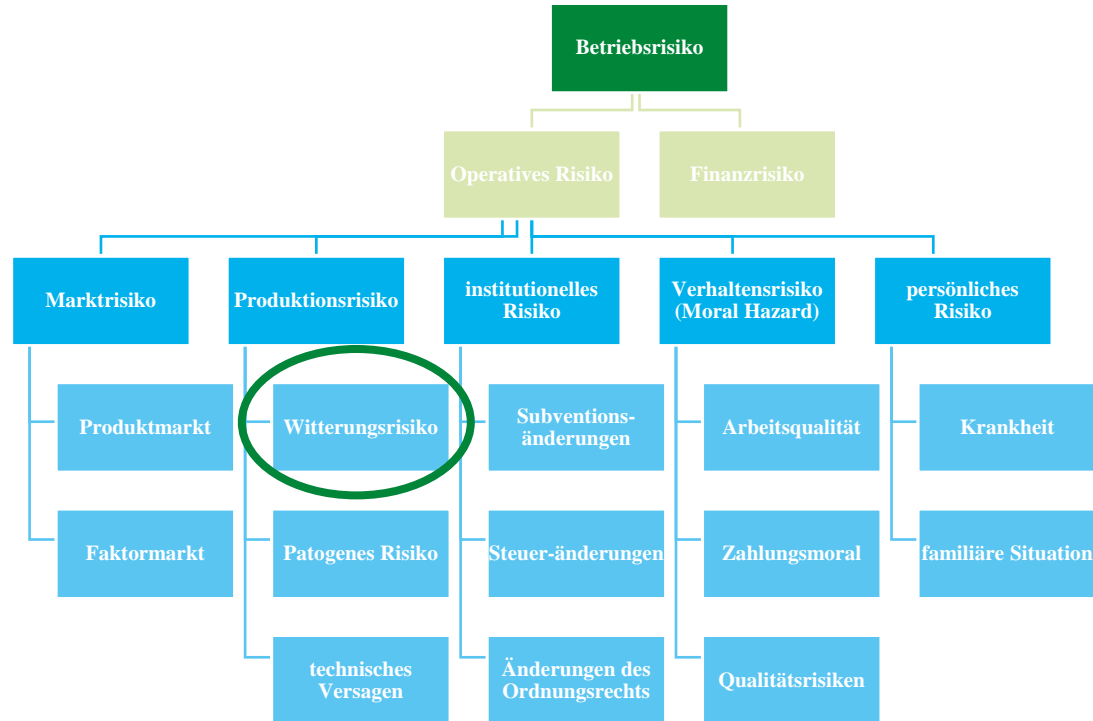 Betriebsrisiko
Operatives Risiko
Finanzrisiko
Marktrisiko
Produktionsrisiko
institutionelles
Risiko
Verhaltensrisiko
(Moral Hazard)
persönliches
Risiko
Produktmarkt
Witterungsrisiko
Subventions-
änderungen
Arbeitsqualität
Krankheit
Faktormarkt
Patogenes Risiko
Steuer-änderungen
Zahlungsmoral
familiäre Situation
technisches
Versagen
Änderungen des
Ordnungsrechts
Qualitätsrisiken